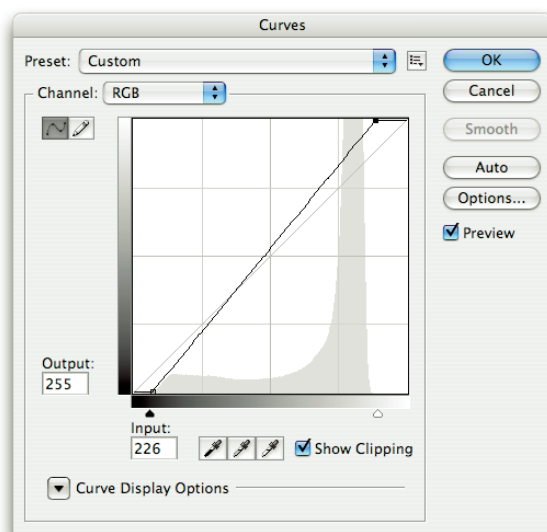 Curves
Preset: Custom
OK
Channel: RGB
Cancel
Smooth
Auto
Options...
Preview
Output:
255
Input:
226
Show Clipping
Curve Display Options